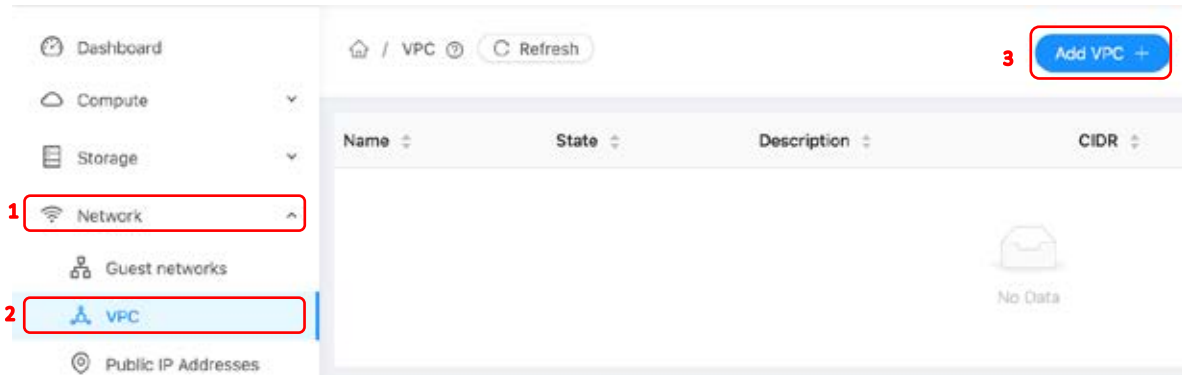 Dashboard
/ VPC Refresh
3 Add VPC +
Compute
Name State Description CIDR
Storage
1 Network
Guest networks
No Data
2 VPC
Public IP Addresses